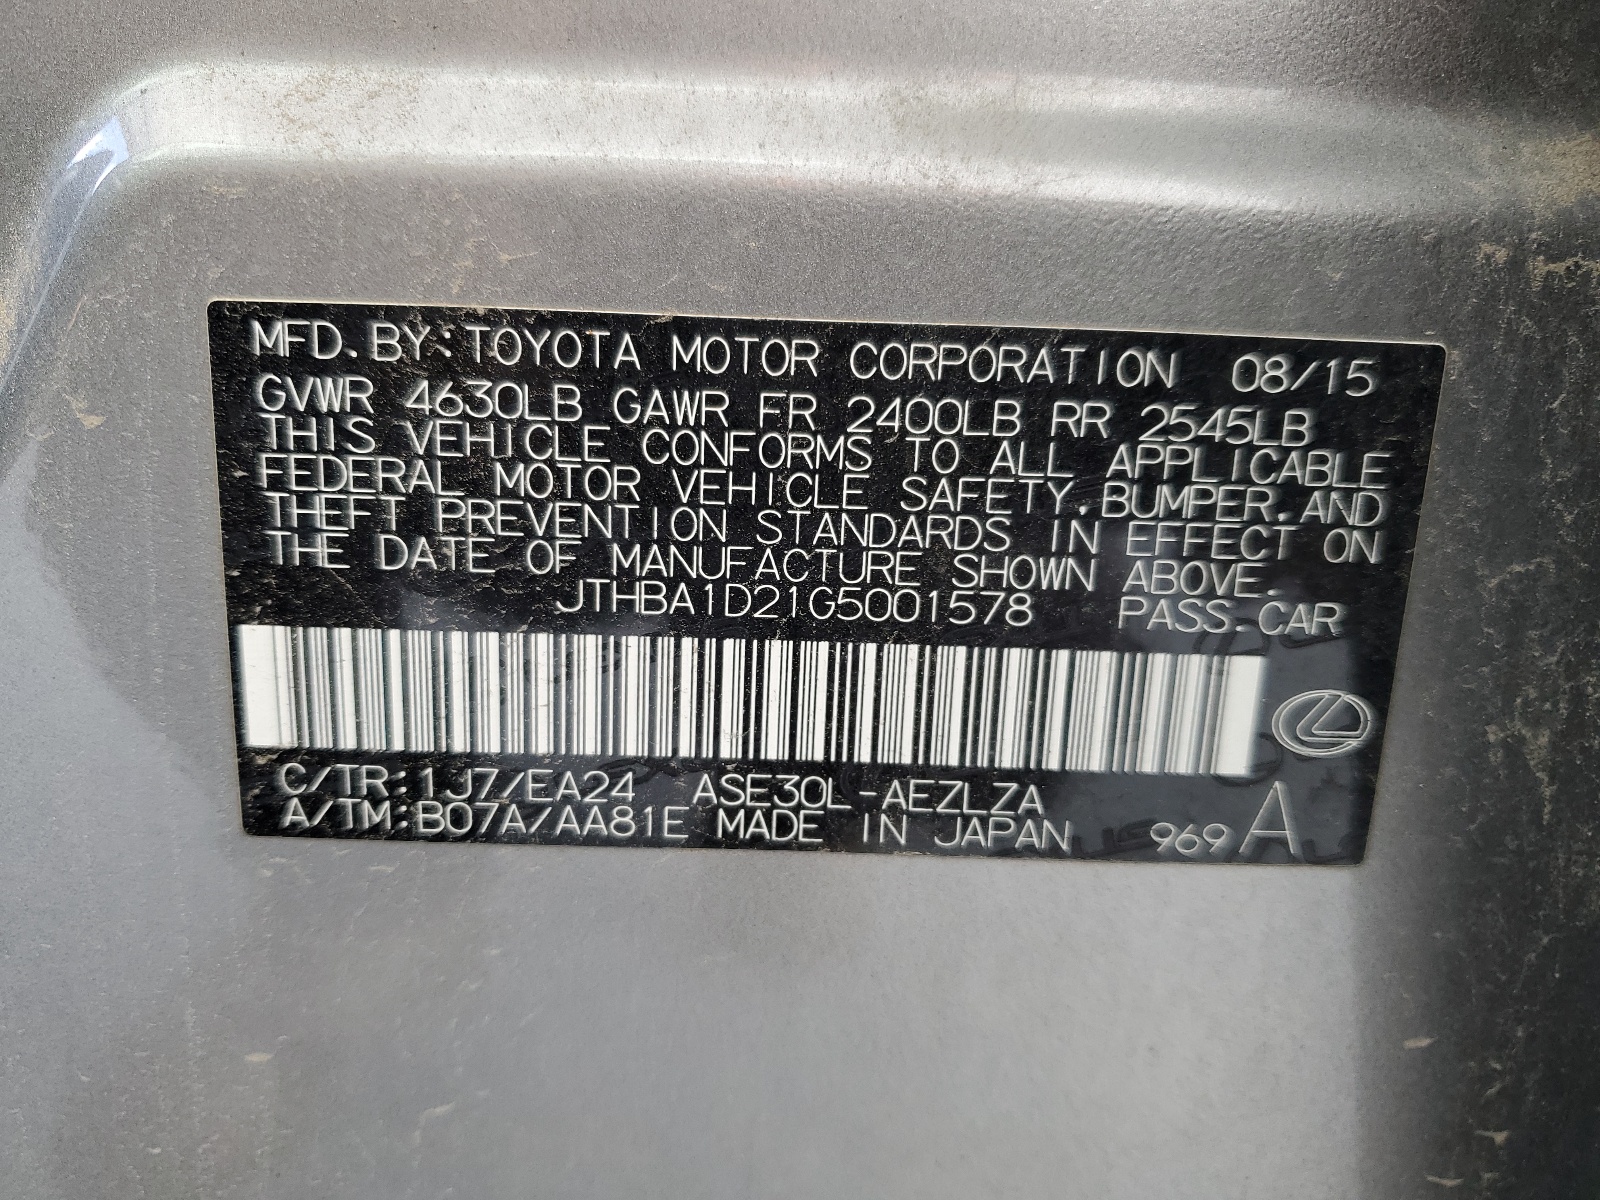 MFD.BY:TOYOTA MOTOR CORPORATION 08/15
GVWR 4630LB GAWR FR 2400LB RR 2545LB
THIS VEHICLE CONFORMS TO ALL APPLICABLE
FEDERAL MOTOR VEHICLE SAFETY,BUMPER,AND
THEFT PREVENTION STANDARDS IN EFFECT ON
THE DATE OF MANUFACTURE SHOWN ABOVE.
JTHBA1D21G5001578 PASS.CAR
C/TR:1J7/EA24 ASE30L-AEZLZA
A/TM:B07A/AA81E MADE IN JAPAN 969 A